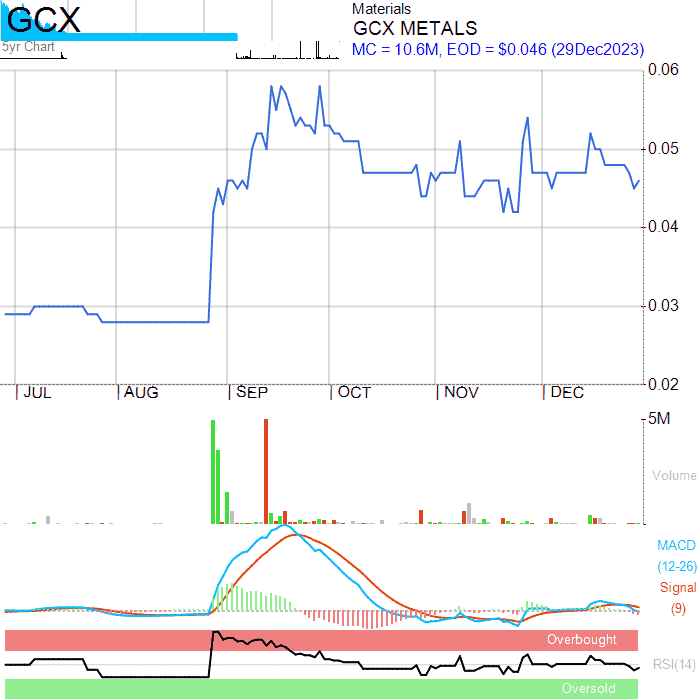 GCX
5yr Chart
Materials
GCX METALS
MC = 10.6M, EOD = $0.046 (29Dec2023)
0.06
0.05
0.04
0.03
0.02
JUL AUG SEP OCT NOV DEC
5M
Volume
MACD
(12-26)
Signal
(9)
Overbought
RSI(14)
Oversold